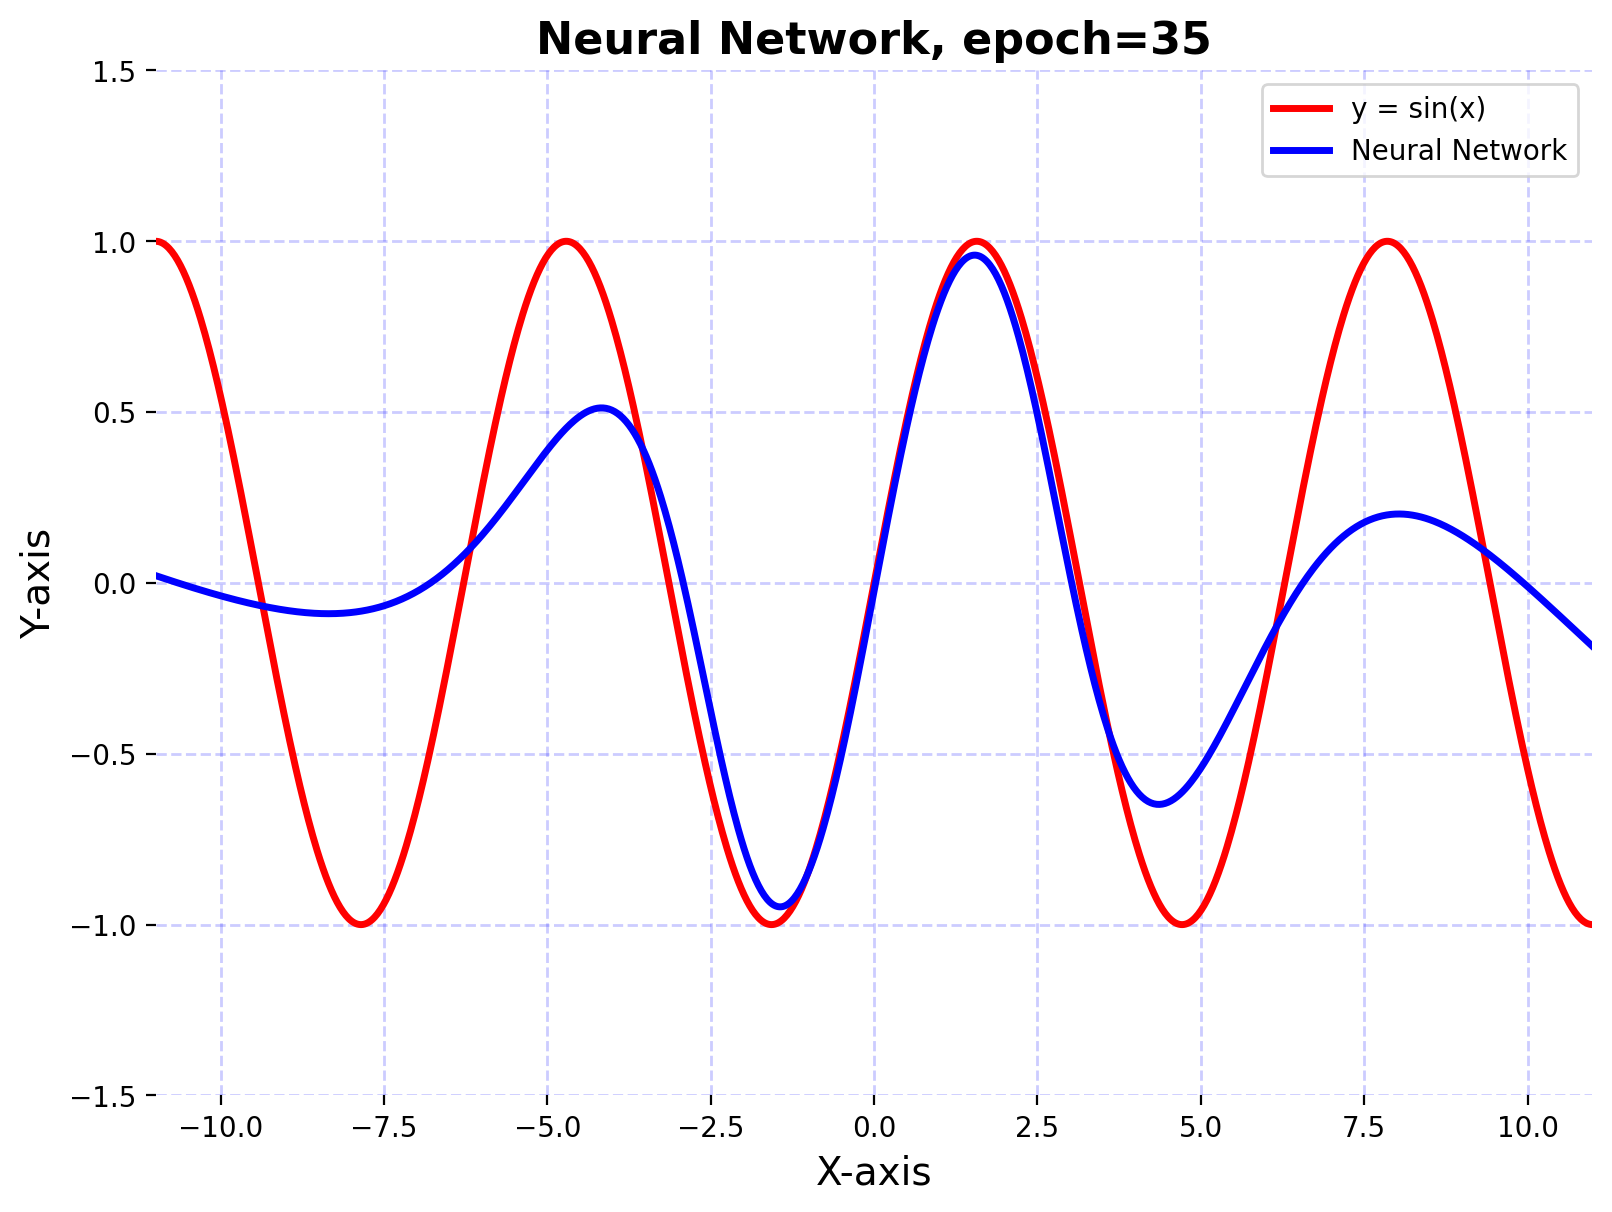 Neural Network, epoch=35
y = sin(x)
Neural Network
1.5
1.0
0.5
0.0
−0.5
−1.0
−1.5
Y-axis
−10.0 −7.5 −5.0 −2.5 0.0 2.5 5.0 7.5 10.0
X-axis